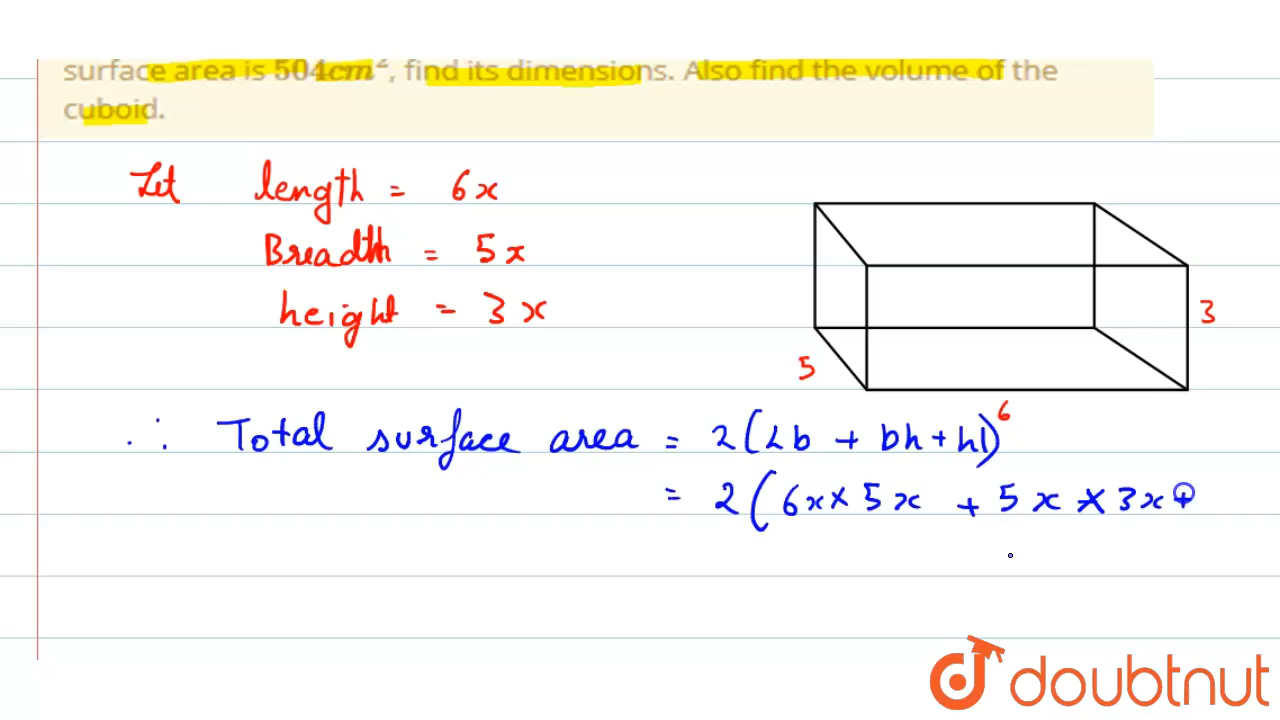 surface area is 504cm², find its dimensions. Also find the volume of the
cuboid.
Let length = 6x
Breadth = 5x
height = 3x
3
5
6
∴ Total surface area = 2(Lb + bh + hl)
= 2(6x × 5x + 5x × 3x +
doubtnut